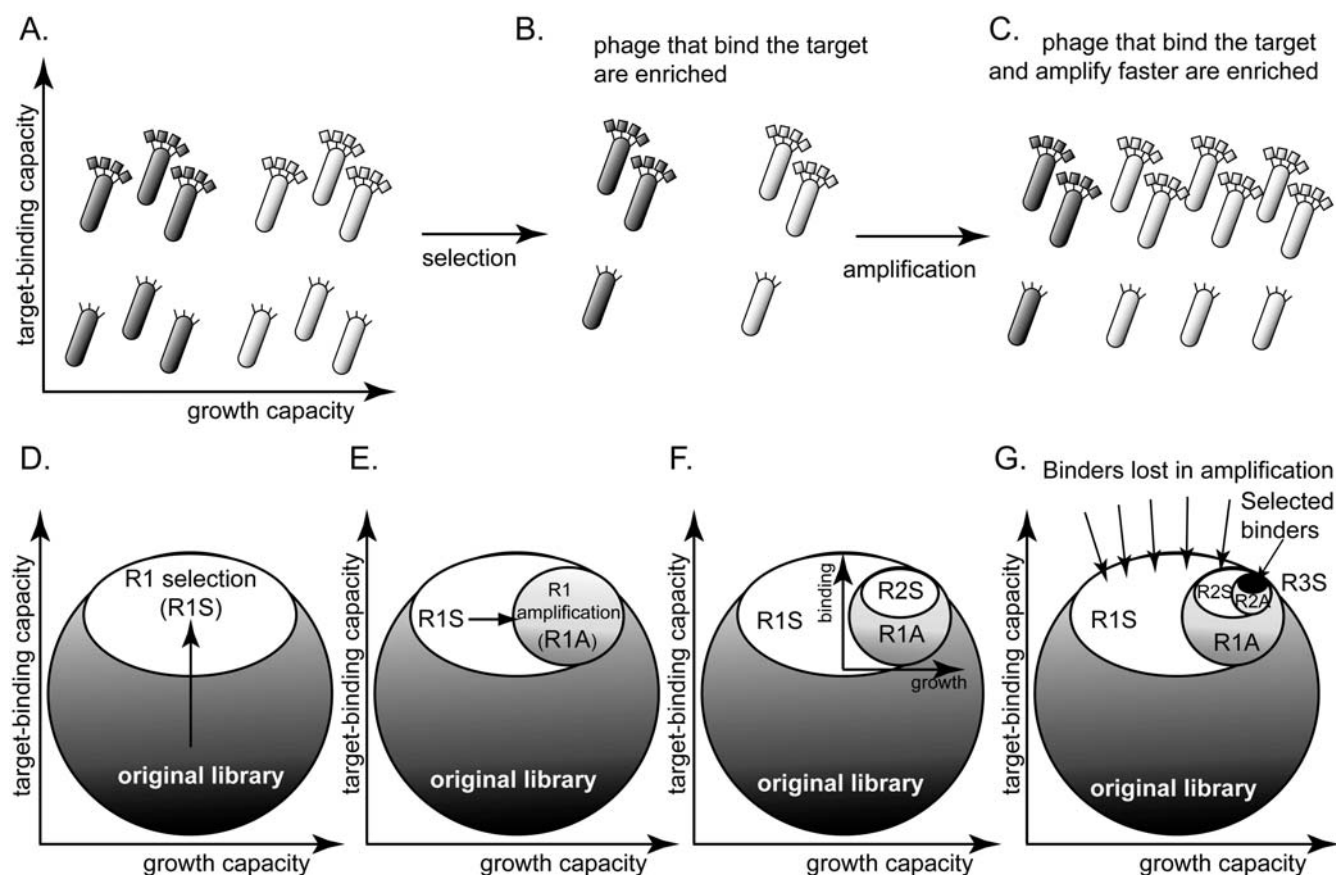 A.
target-binding capacity
growth capacity
selection
B.
phage that bind the target
are enriched
amplification
C.
phage that bind the target
and amplify faster are enriched
D.
target-binding capacity
R1 selection
(R1S)
original library
growth capacity
E.
target-binding capacity
R1S
R1
amplification
(R1A)
original library
growth capacity
F.
target-binding capacity
R1S
binding
R2S
R1A
growth
original library
growth capacity
G.
Binders lost in amplification
Selected
binders
target-binding capacity
R1S
R2S
R2A
R3S
R1A
original library
growth capacity